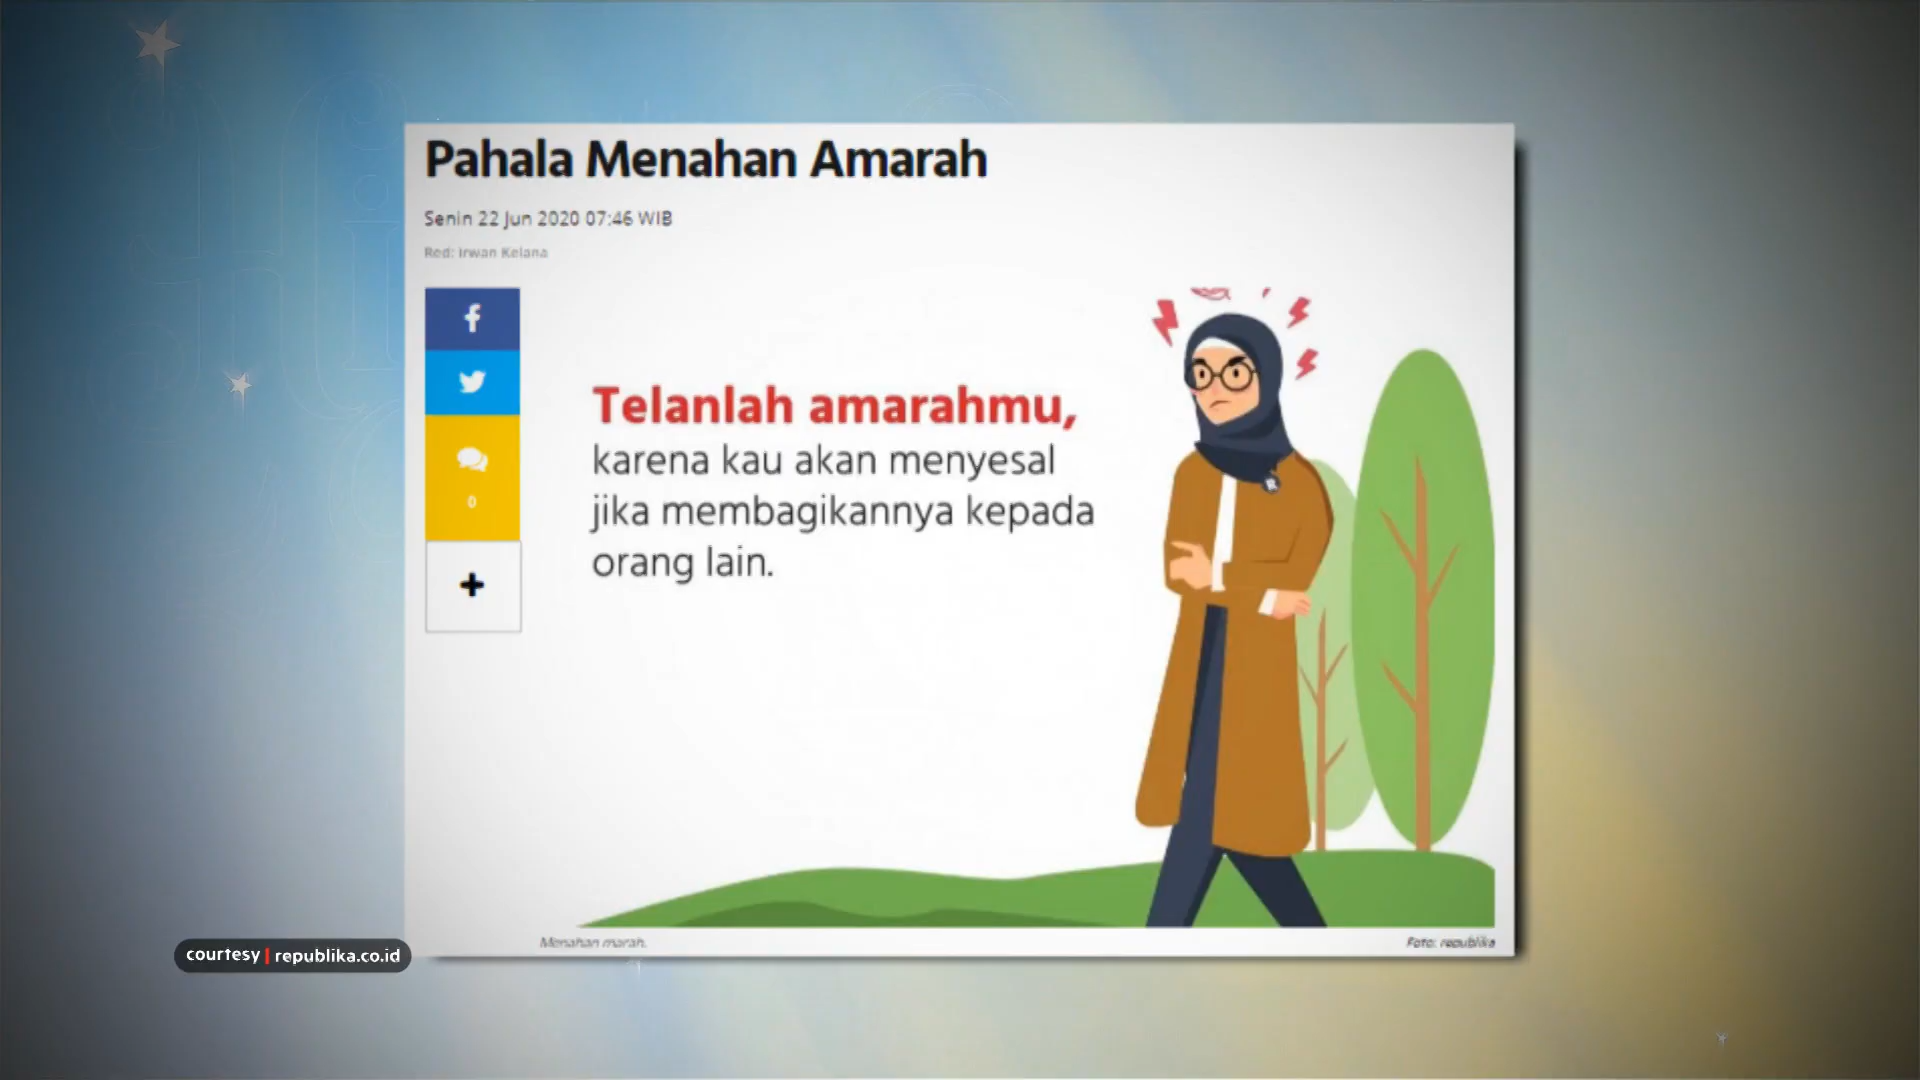 Pahala Menahan Amarah
Senin 22 Jun 2020 07:46 WIB
Red: Irwan Kelana
0
Telanlah amarahmu,
karena kau akan menyesal
jika membagikannya kepada
orang lain.
Menahan marah.
Foto: republika
courtesy | republika.co.id